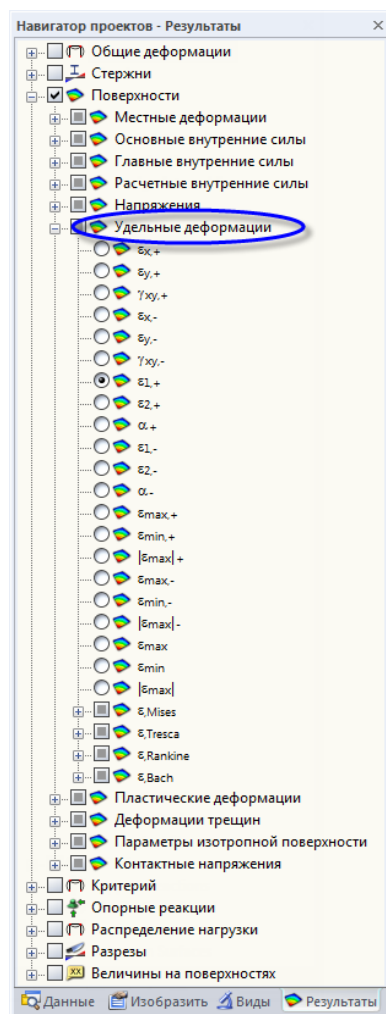 Навигатор проектов - Результаты
Общие деформации
Стержни
Поверхности
Местные деформации
Основные внутренние силы
Главные внутренние силы
Расчетные внутренние силы
Напряжения
Удельные деформации
εx,+
εy,+
γxy,+
εx,-
εy,-
γxy,-
ε1,+
ε2,+
α+
ε1,-
ε2,-
α-
εmax,+
εmin,+
|εmax|+
εmax,-
εmin,-
|εmax|-
εmax
εmin
|εmax|
ε,Mises
ε,Tresca
ε,Rankine
ε,Bach
Пластические деформации
Деформации трещин
Параметры изотропной поверхности
Контактные напряжения
Критерий
Опорные реакции
Распределение нагрузки
Разрезы
Величины на поверхностях
Данные Изобразить Виды Результаты